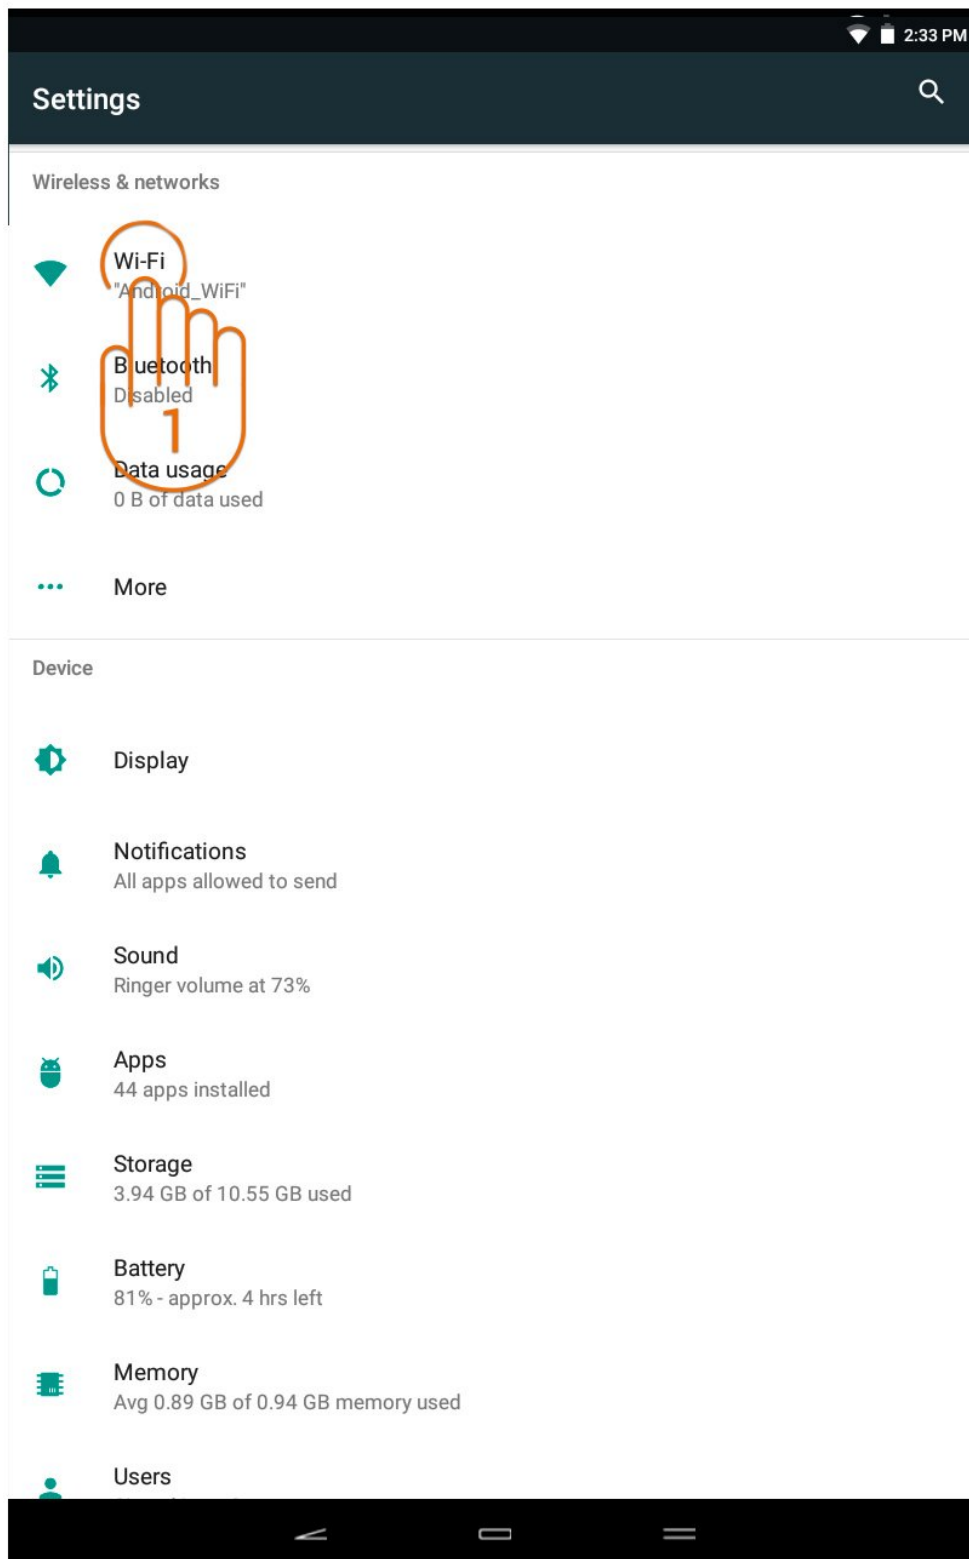 2:33 PM
Settings
Wireless & networks
Wi-Fi
"Android_WiFi"
Bluetooth
Disabled
1
Data usage
0 B of data used
More
Device
Display
Notifications
All apps allowed to send
Sound
Ringer volume at 73%
Apps
44 apps installed
Storage
3.94 GB of 10.55 GB used
Battery
81% - approx. 4 hrs left
Memory
Avg 0.89 GB of 0.94 GB memory used
Users